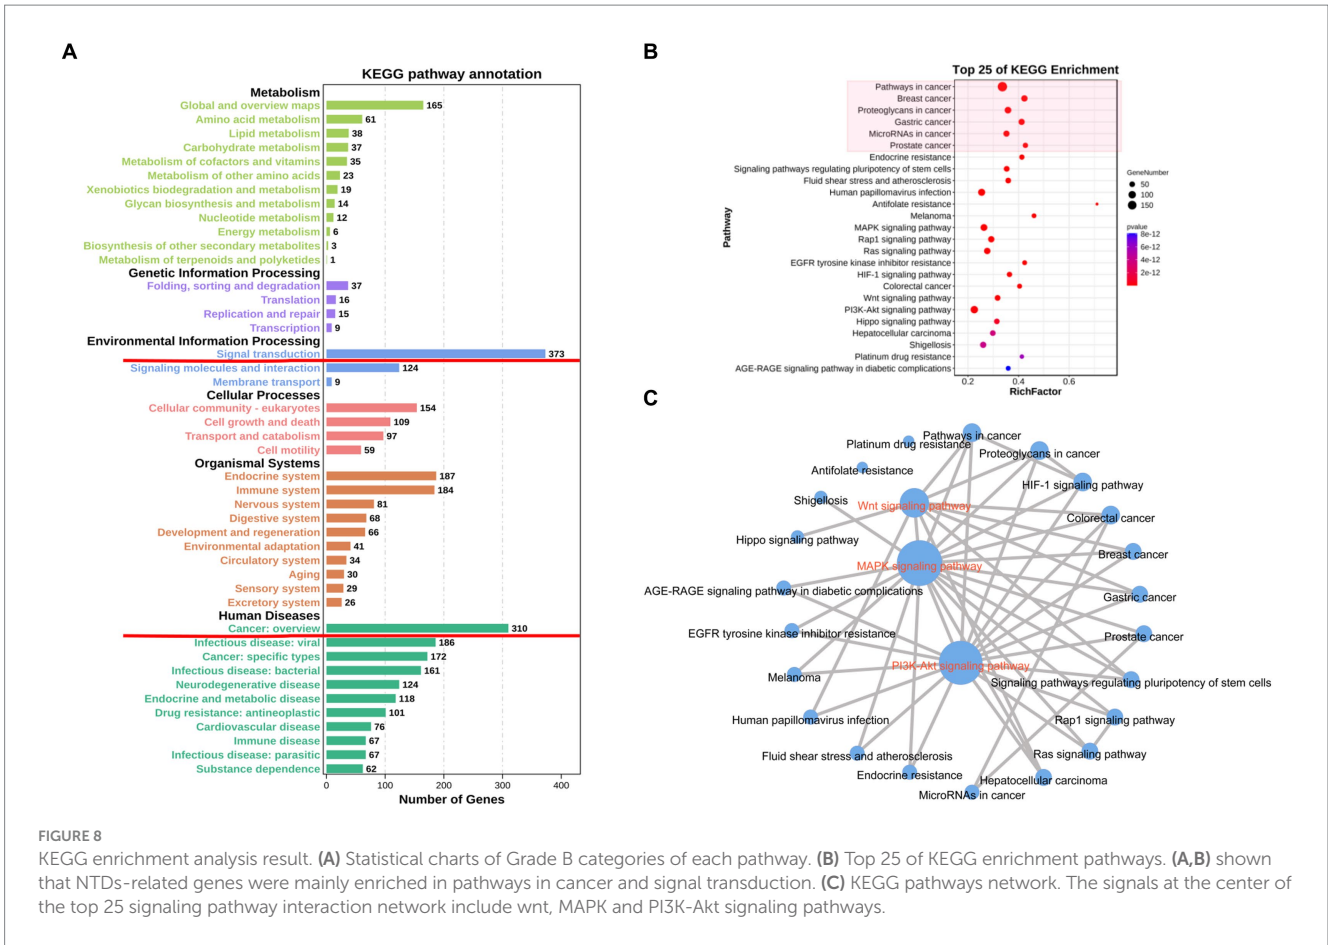 A
KEGG pathway annotation
Metabolism
Global and overview maps 165
Amino acid metabolism 61
Lipid metabolism 38
Carbohydrate metabolism 37
Metabolism of cofactors and vitamins 35
Metabolism of other amino acids 23
Xenobiotics biodegradation and metabolism 19
Glycan biosynthesis and metabolism 14
Nucleotide metabolism 12
Energy metabolism 6
Biosynthesis of other secondary metabolites 3
Metabolism of terpenoids and polyketides 1
Genetic Information Processing
Folding, sorting and degradation 37
Translation 16
Replication and repair 15
Transcription 9
Environmental Information Processing
Signal transduction 373
Signaling molecules and interaction 124
Membrane transport 9
Cellular Processes
Cellular community - eukaryotes 154
Cell growth and death 109
Transport and catabolism 97
Cell motility 59
Organismal Systems
Endocrine system 187
Immune system 184
Nervous system 81
Digestive system 68
Development and regeneration 66
Environmental adaptation 41
Circulatory system 34
Aging 30
Sensory system 29
Excretory system 26
Human Diseases
Cancer: overview 310
Infectious disease: viral 186
Cancer: specific types 172
Infectious disease: bacterial 161
Neurodegenerative disease 124
Endocrine and metabolic disease 118
Drug resistance: antineoplastic 101
Cardiovascular disease 76
Immune disease 67
Infectious disease: parasitic 67
Substance dependence 62
0 100 200 300 400
Number of Genes
B
Top 25 of KEGG Enrichment
Pathway
Pathways in cancer
Breast cancer
Proteoglycans in cancer
Gastric cancer
MicroRNAs in cancer
Prostate cancer
Endocrine resistance
Signaling pathways regulating pluripotency of stem cells
Fluid shear stress and atherosclerosis
Human papillomavirus infection
Antifolate resistance
Melanoma
MAPK signaling pathway
Rap1 signaling pathway
Ras signaling pathway
EGFR tyrosine kinase inhibitor resistance
HIF-1 signaling pathway
Colorectal cancer
Wnt signaling pathway
PI3K-Akt signaling pathway
Hippo signaling pathway
Hepatocellular carcinoma
Shigellosis
Platinum drug resistance
AGE-RAGE signaling pathway in diabetic complications
0.2 0.4 0.6
RichFactor
GeneNumber
50
100
150
pvalue
8e-12
6e-12
4e-12
2e-12
C
Pathways in cancer
Platinum drug resistance
Proteoglycans in cancer
Antifolate resistance
HIF-1 signaling pathway
Shigellosis
Wnt signaling pathway
Colorectal cancer
Hippo signaling pathway
Breast cancer
MAPK signaling pathway
AGE-RAGE signaling pathway in diabetic complications
Gastric cancer
EGFR tyrosine kinase inhibitor resistance
Prostate cancer
PI3K-Akt signaling pathway
Melanoma
Signaling pathways regulating pluripotency of stem cells
Human papillomavirus infection
Rap1 signaling pathway
Fluid shear stress and atherosclerosis
Ras signaling pathway
Endocrine resistance
Hepatocellular carcinoma
MicroRNAs in cancer
FIGURE 8
KEGG enrichment analysis result. (A) Statistical charts of Grade B categories of each pathway. (B) Top 25 of KEGG enrichment pathways. (A,B) shown
that NTDs-related genes were mainly enriched in pathways in cancer and signal transduction. (C) KEGG pathways network. The signals at the center of
the top 25 signaling pathway interaction network include wnt, MAPK and PI3K-Akt signaling pathways.